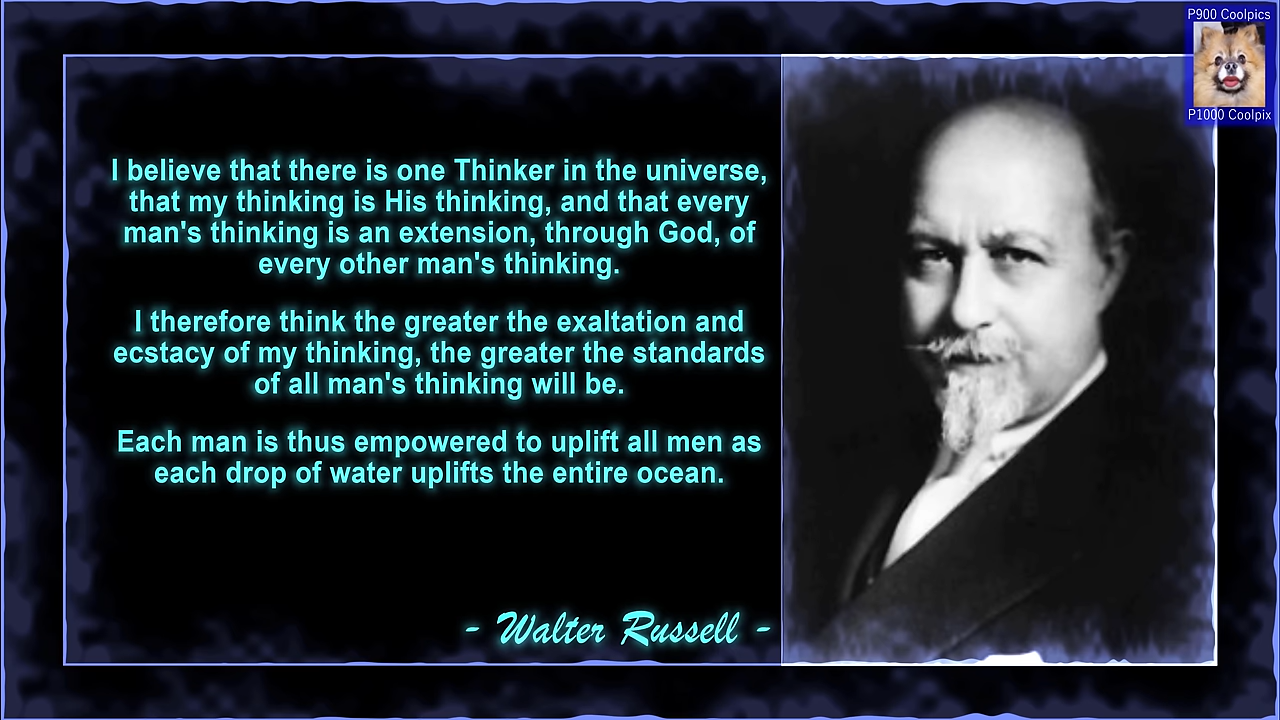 P900 Coolpics
P1000 Coolpix
I believe that there is one Thinker in the universe,
that my thinking is His thinking, and that every
man's thinking is an extension, through God, of
every other man's thinking.
I therefore think the greater the exaltation and
ecstacy of my thinking, the greater the standards
of all man's thinking will be.
Each man is thus empowered to uplift all men as
each drop of water uplifts the entire ocean.
- Walter Russell -